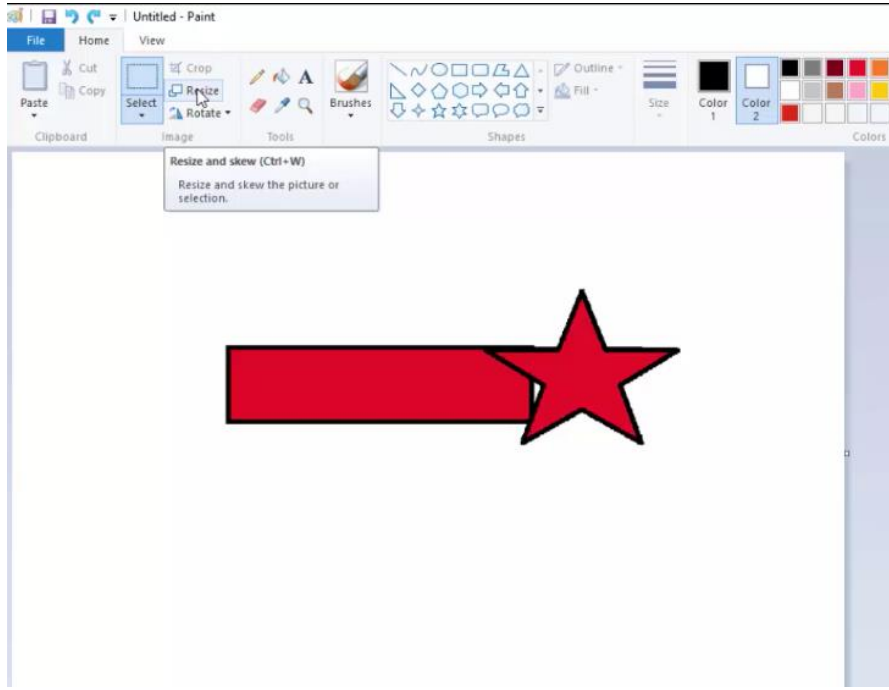 Untitled - Paint
File Home View
Paste
Cut
Copy
Clipboard
Select
Crop
Resize
Rotate
Image
A
Tools
Brushes
Shapes
Outline
Fill
Size
Color 1
Color 2
Colors
Resize and skew (Ctrl+W)
Resize and skew the picture or
selection.